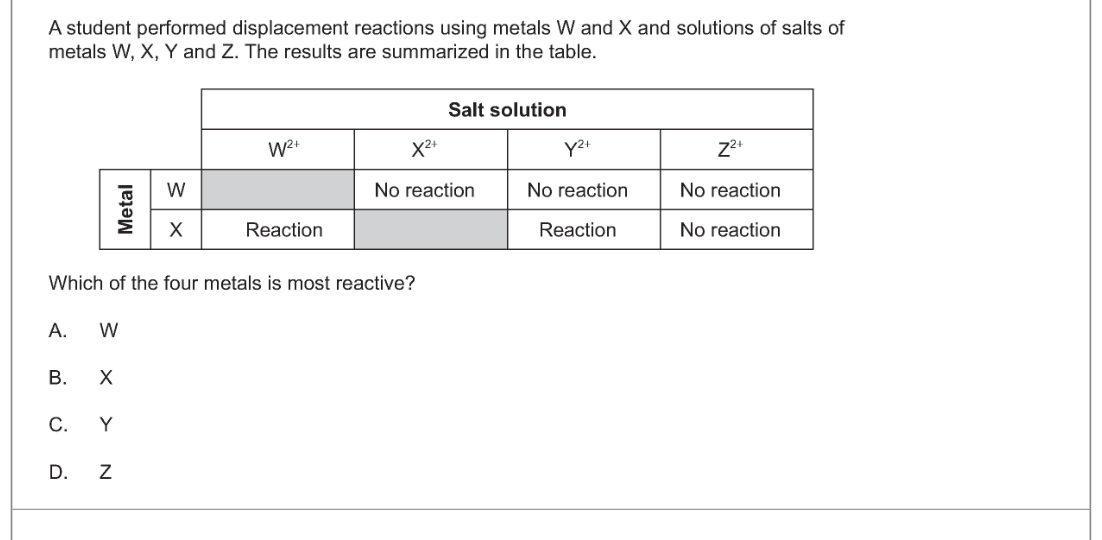 A student performed displacement reactions using metals W and X and solutions of salts of
metals W, X, Y and Z. The results are summarized in the table.
Salt solution
W²⁺ X²⁺ Y²⁺ Z²⁺
Metal
W No reaction No reaction No reaction
X Reaction Reaction No reaction
Which of the four metals is most reactive?
A. W
B. X
C. Y
D. Z